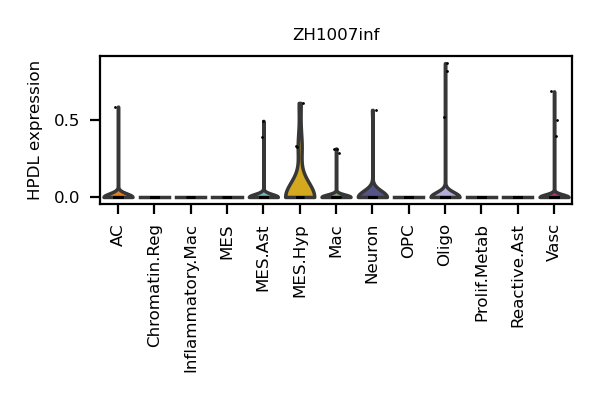 ZH1007inf
HPDL expression
0.5
0.0
AC
Chromatin.Reg
Inflammatory.Mac
MES
MES.Ast
MES.Hyp
Mac
Neuron
OPC
Oligo
Prolif.Metab
Reactive.Ast
Vasc